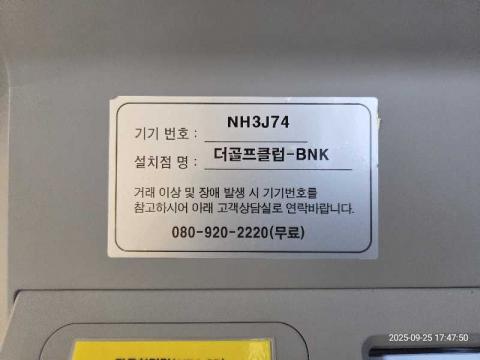 NH3J74
기기 번호 :
더골프클럽-BNK
설치점 명 :
거래 이상 및 장애 발생 시 기기번호를
참고하시어 아래 고객상담실로 연락바랍니다.
080-920-2220(무료)
2025-09-25 17:47:50